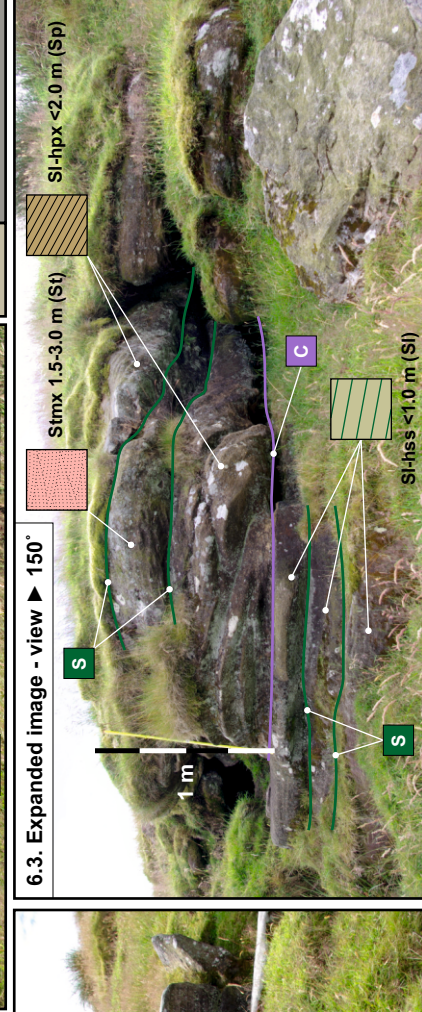 6.3. Expanded image - view ► 150˚
Stmx 1.5-3.0 m (St)
Sl-hpx <2.0 m (Sp)
S
1 m
C
Sl-hss <1.0 m (Sl)
S